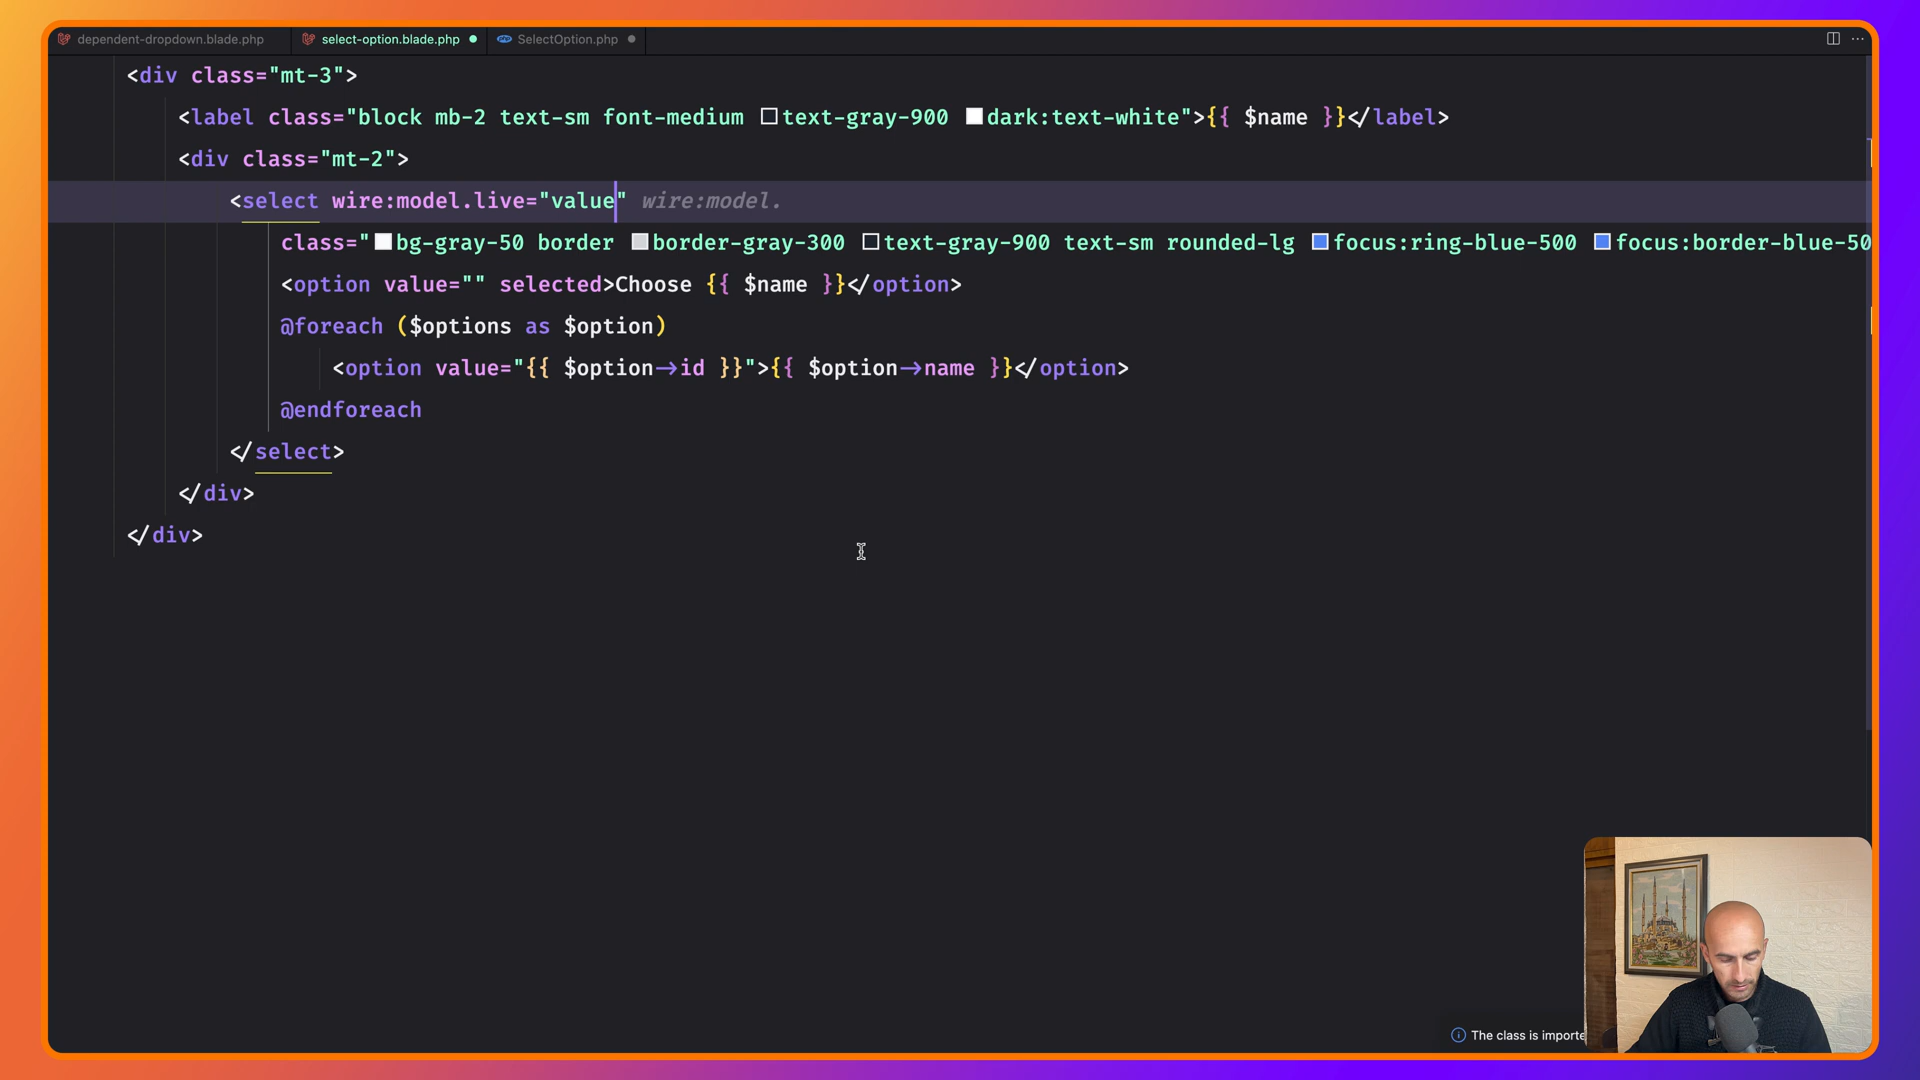 dependent-dropdown.blade.php select-option.blade.php SelectOption.php
<div class="mt-3">
<label class="block mb-2 text-sm font-medium text-gray-900 dark:text-white">{{ $name }}</label>
<div class="mt-2">
<select wire:model.live="value" wire:model.
class="bg-gray-50 border border-gray-300 text-gray-900 text-sm rounded-lg focus:ring-blue-500 focus:border-blue-50
<option value="" selected>Choose {{ $name }}</option>
@foreach ($options as $option)
<option value="{{ $option->id }}">{{ $option->name }}</option>
@endforeach
</select>
</div>
</div>
The class is importe